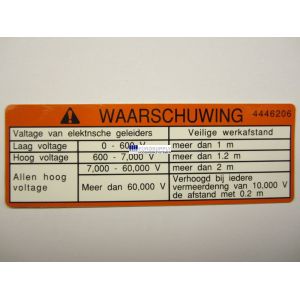 WAARSCHUWING 4446206
Valtage van elektnsche geleiders Veilige werkafstand
Laag voltage 0 - 600 V meer dan 1 m
Hoog voltage 600 - 7,000 V meer dan 1.2 m
7,000 - 60,000 V meer dan 2 m
Allen hoog
voltage
Meer dan 60,000 V
Verhoogd bij iedere
vermeerdenng van 10,000 V
de afstand met 0.2 m